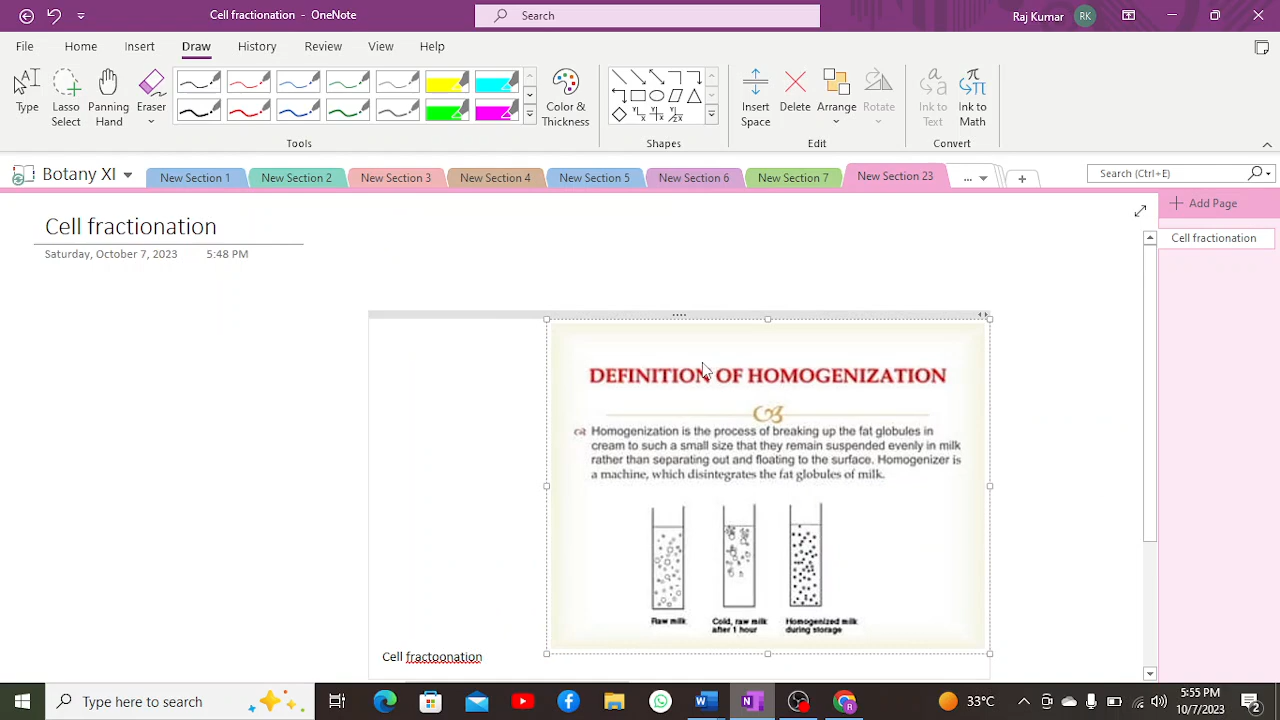 Cell fractionation - OneNote
Search
Raj Kumar
RK
File
Home
Insert
Draw
History
Review
View
Help
Type
Lasso
Select
Panning
Hand
Eraser
Color &
Thickness
Insert
Space
Delete
Arrange
Rotate
Ink to
Text
Ink to
Math
Tools
Shapes
Edit
Convert
Botany XI
New Section 1
New Section 2
New Section 3
New Section 4
New Section 5
New Section 6
New Section 7
New Section 23
...
Search (Ctrl+E)
Cell fractionation
Saturday, October 7, 2023
5:48 PM
Add Page
Cell fractionation
DEFINITION OF HOMOGENIZATION
Homogenization is the process of breaking up the fat globules in
cream to such a small size that they remain suspended evenly in milk
rather than separating out and floating to the surface. Homogenizer is
a machine, which disintegrates the fat globules of milk.
Raw milk
Cold, raw milk
after 1 hour
Homogenized milk
during storage
Cell fractoonation
Type here to search
33°C
5:55 PM
10/7/2023
2